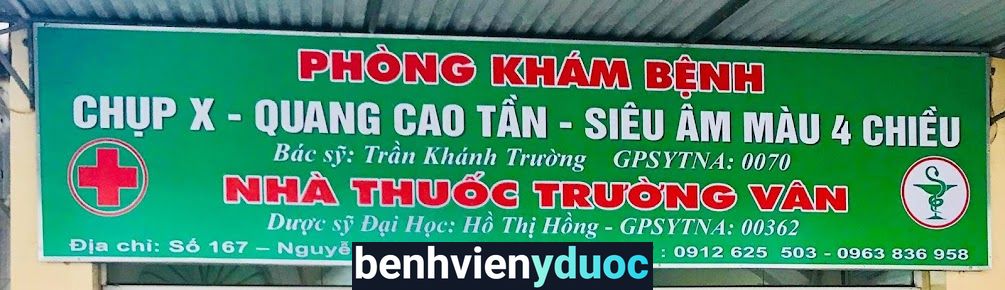 PHÒNG KHÁM BỆNH
CHỤP X - QUANG CAO TẦN - SIÊU ÂM MÀU 4 CHIỀU
Bác sỹ: Trần Khánh Trường GPSYTNA: 0070
NHÀ THUỐC TRƯỜNG VÂN
Dược sỹ Đại Học: Hồ Thị Hồng - GPSYTNA: 00362
Địa chỉ: Số 167 – : 0912 625 503 - 0963 836 958
benhvienyduoc